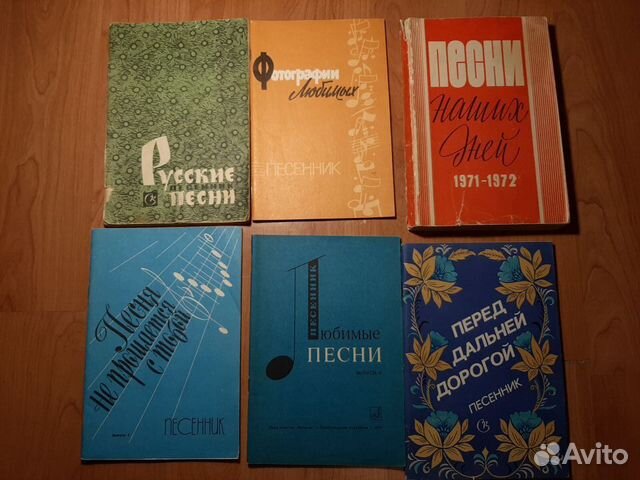 Русские
песенник
песни
Фотографии
Любимых
ПЕСЕННИК
ПЕСНИ
наших
дней
1971-1972
Песня
не прощается
с тобой
ПЕСЕННИК
ПЕСЕННИК
Любимые
ПЕСНИ
ПЕРЕД
ДАЛЬНЕЙ
ДОРОГОЙ
ПЕСЕННИК
Avito